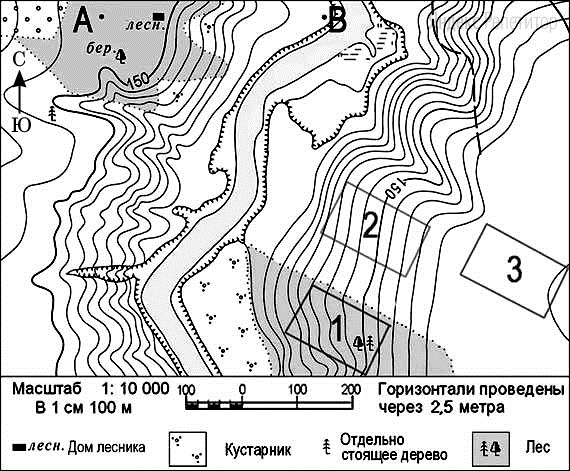 А
В
лесн.
бер.
С
150
Ю
150
2
3
1
Масштаб 1: 10 000
В 1 см 100 м
100 0 100 200
Горизонтали проведены
через 2,5 метра
лесн. Дом лесника
Кустарник
Отдельно
стоящее дерево
Лес